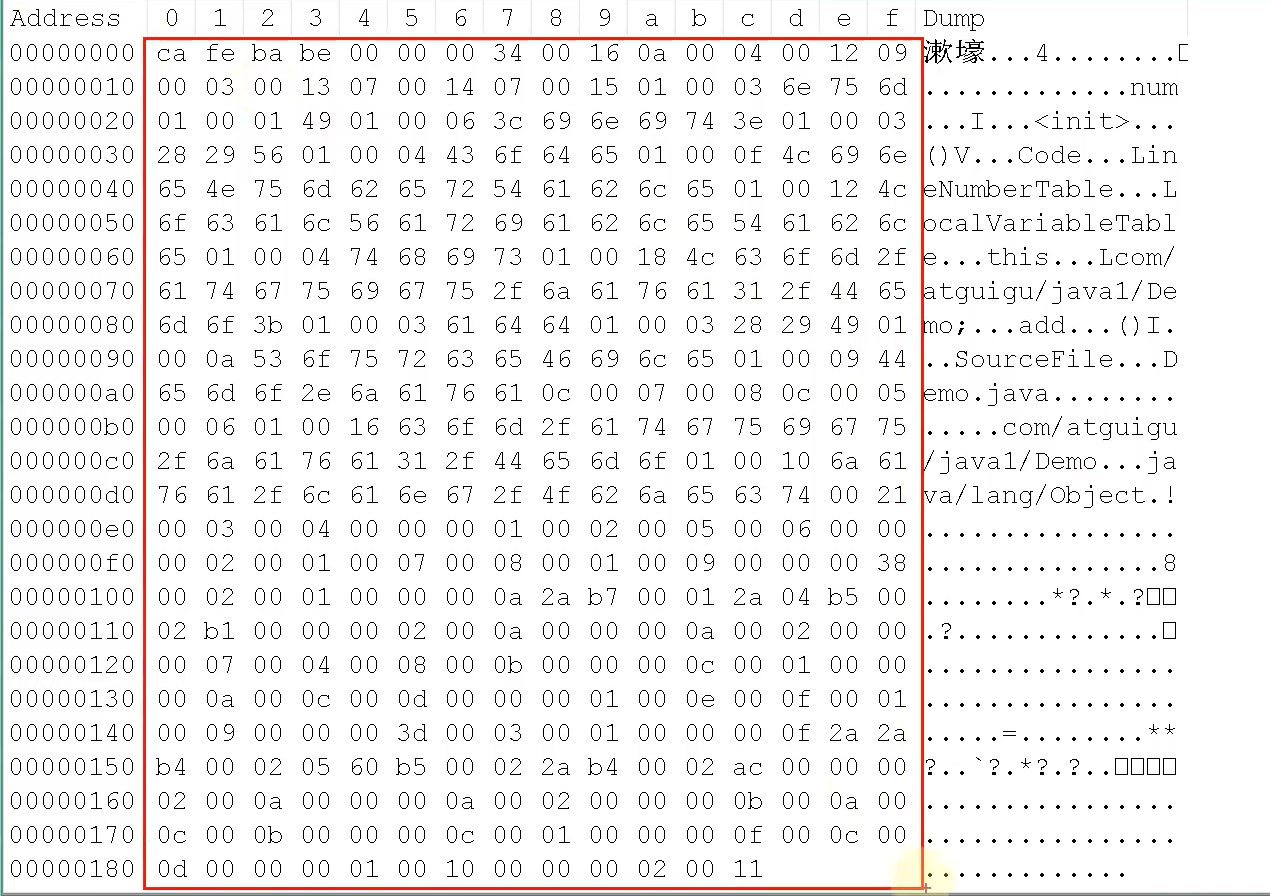 Address 0 1 2 3 4 5 6 7 8 9 a b c d e f Dump
00000000 ca fe ba be 00 00 00 34 00 16 0a 00 04 00 12 09 漱壕...4........□
00000010 00 03 00 13 07 00 14 07 00 15 01 00 03 6e 75 6d .............num
00000020 01 00 01 49 01 00 06 3c 69 6e 69 74 3e 01 00 03 ...I...<init>...
00000030 28 29 56 01 00 04 43 6f 64 65 01 00 0f 4c 69 6e ()V...Code...Lin
00000040 65 4e 75 6d 62 65 72 54 61 62 6c 65 01 00 12 4c eNumberTable...L
00000050 6f 63 61 6c 56 61 72 69 61 62 6c 65 54 61 62 6c ocalVariableTabl
00000060 65 01 00 04 74 68 69 73 01 00 18 4c 63 6f 6d 2f e...this...Lcom/
00000070 61 74 67 75 69 67 75 2f 6a 61 76 61 31 2f 44 65 atguigu/java1/De
00000080 6d 6f 3b 01 00 03 61 64 64 01 00 03 28 29 49 01 mo;...add...()I.
00000090 00 0a 53 6f 75 72 63 65 46 69 6c 65 01 00 09 44 ..SourceFile...D
000000a0 65 6d 6f 2e 6a 61 76 61 0c 00 07 00 08 0c 00 05 emo.java........
000000b0 00 06 01 00 16 63 6f 6d 2f 61 74 67 75 69 67 75 .....com/atguigu
000000c0 2f 6a 61 76 61 31 2f 44 65 6d 6f 01 00 10 6a 61 /java1/Demo...ja
000000d0 76 61 2f 6c 61 6e 67 2f 4f 62 6a 65 63 74 00 21 va/lang/Object.!
000000e0 00 03 00 04 00 00 00 01 00 02 00 05 00 06 00 00 ................
000000f0 00 02 00 01 00 07 00 08 00 01 00 09 00 00 00 38 ...............8
00000100 00 02 00 01 00 00 00 0a 2a b7 00 01 2a 04 b5 00 ........*?.*.?□□
00000110 02 b1 00 00 00 02 00 0a 00 00 00 0a 00 02 00 00 .?.............□
00000120 00 07 00 04 00 08 00 0b 00 00 00 0c 00 01 00 00 ................
00000130 00 0a 00 0c 00 0d 00 00 00 01 00 0e 00 0f 00 01 ................
00000140 00 09 00 00 00 3d 00 03 00 01 00 00 00 0f 2a 2a .....=........**
00000150 b4 00 02 05 60 b5 00 02 2a b4 00 02 ac 00 00 00 ?..`?.*?.?..□□□□
00000160 02 00 0a 00 00 00 0a 00 02 00 00 00 0b 00 0a 00 ................
00000170 0c 00 0b 00 00 00 0c 00 01 00 00 00 0f 00 0c 00 ................
00000180 0d 00 00 00 01 00 10 00 00 00 02 00 11 .............